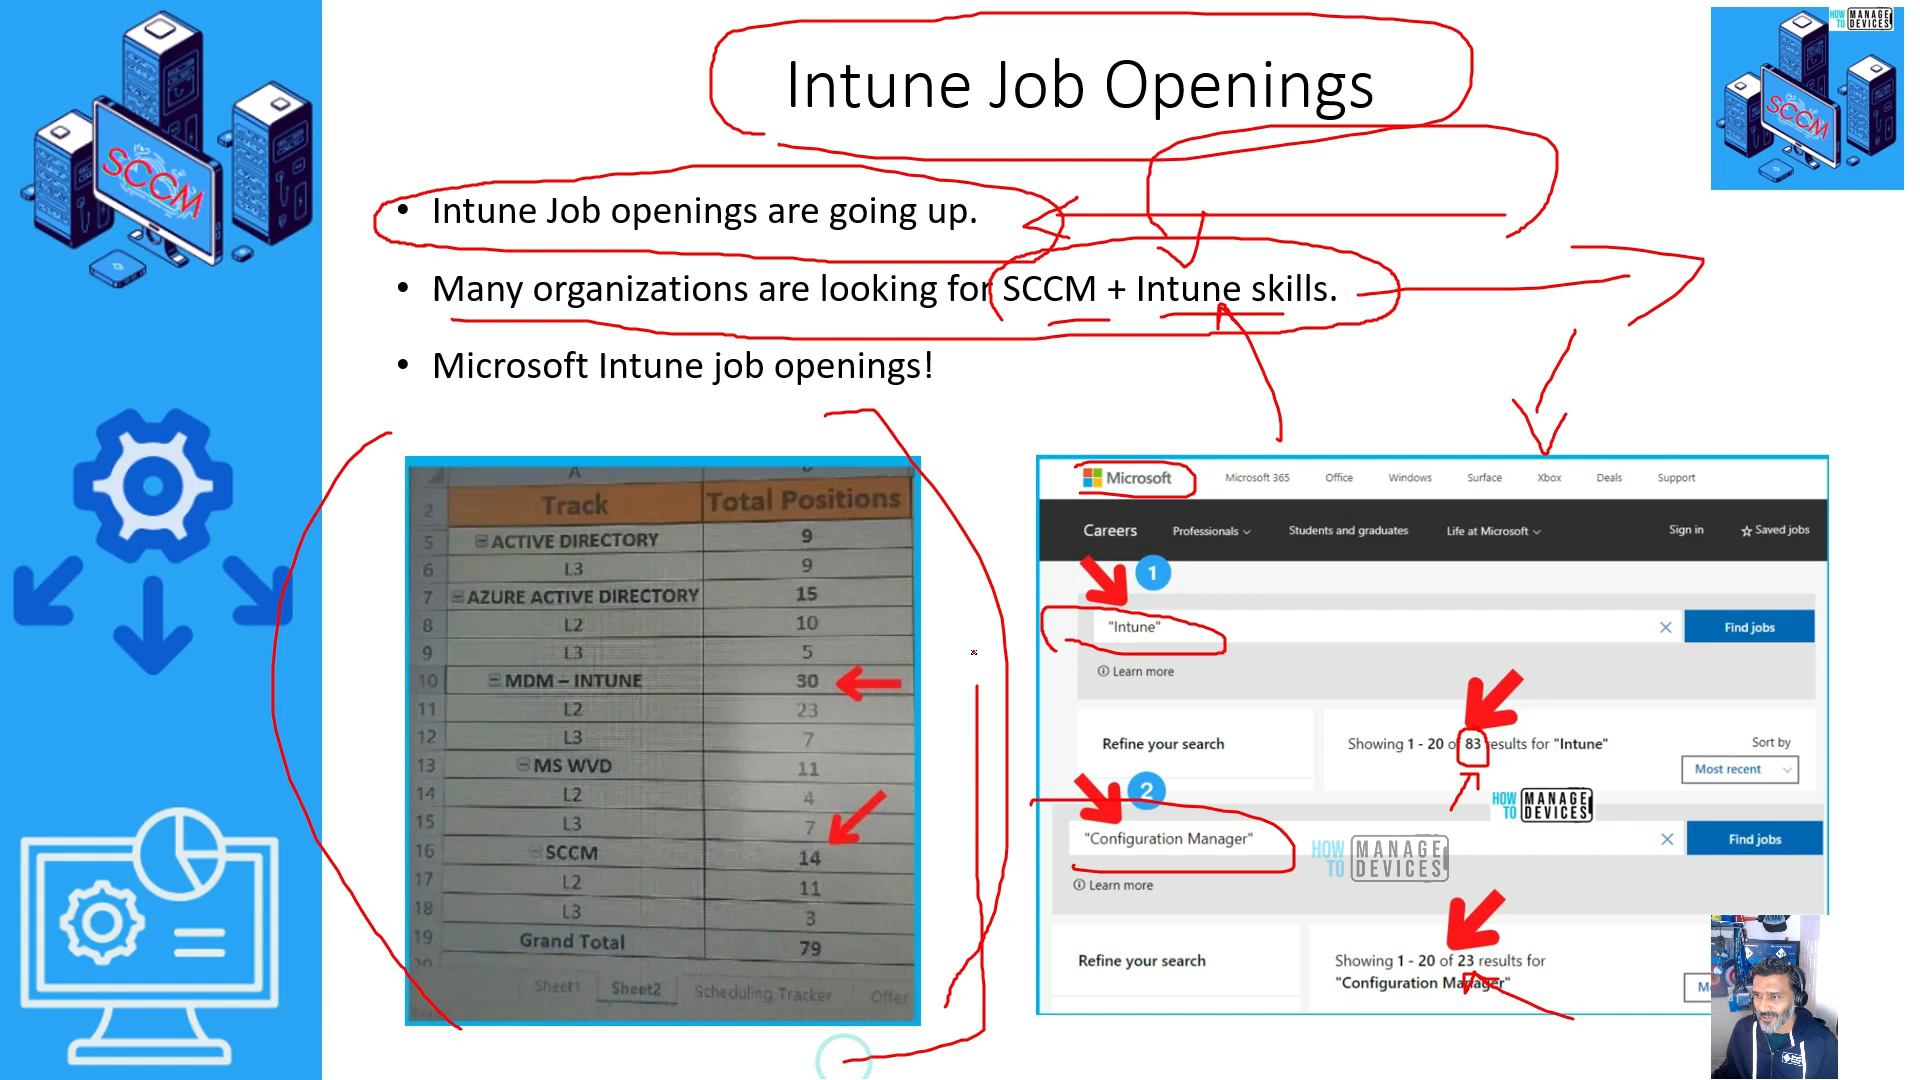 SCCM
Intune Job Openings
HOW TO MANAGE DEVICES
SCCM
• Intune Job openings are going up.
• Many organizations are looking for SCCM + Intune skills.
• Microsoft Intune job openings!
A
2 Track Total Positions
5 ACTIVE DIRECTORY 9
6 L3 9
7 AZURE ACTIVE DIRECTORY 15
8 L2 10
9 L3 5
10 MDM – INTUNE 30
11 L2 23
12 L3 7
13 MS WVD 11
14 L2 4
15 L3 7
16 SCCM 14
17 L2 11
18 L3 3
19 Grand Total 79
Sheet1 Sheet2 Scheduling Tracker Offer
Microsoft Microsoft 365 Office Windows Surface Xbox Deals Support
Careers Professionals Students and graduates Life at Microsoft Sign in Saved jobs
1
"Intune" Find jobs
Learn more
Refine your search Showing 1 - 20 of 83 results for "Intune" Sort by
Most recent
2
HOW TO MANAGE DEVICES
"Configuration Manager" Find jobs
HOW TO MANAGE DEVICES
Learn more
Refine your search Showing 1 - 20 of 23 results for
"Configuration Manager"